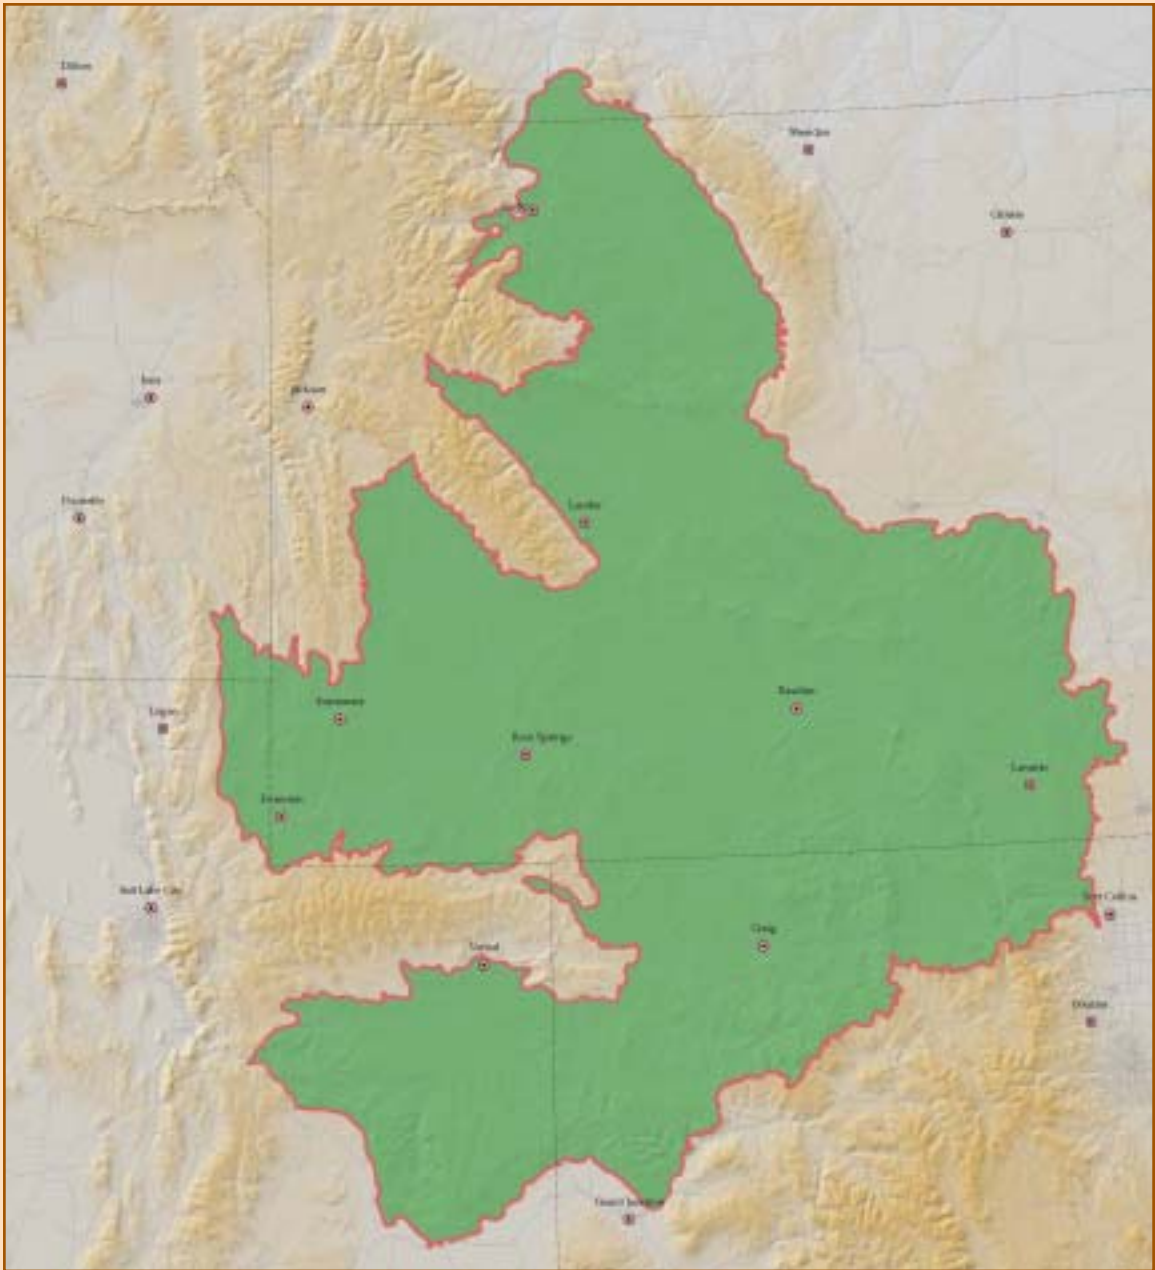 Dillon
Sheridan
Gillette
Cody
Jackson
Pocatello
Lander
Kemmerer
Rawlins
Logan
Rock Springs
Laramie
Evanston
Salt Lake City
Fort Collins
Craig
Vernal
Grand Junction